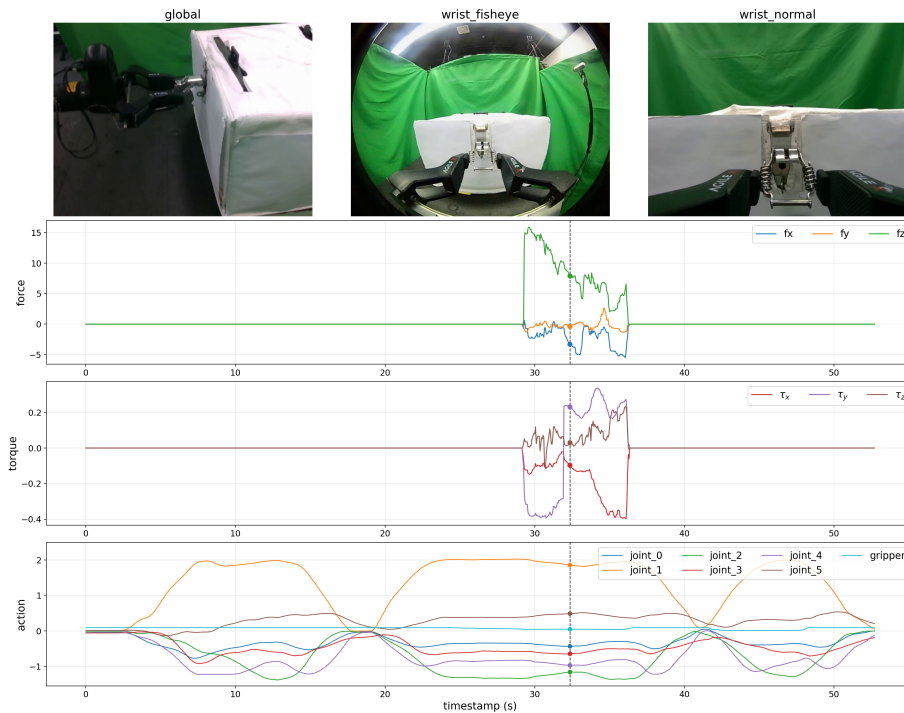 global
wrist_fisheye
wrist_normal
AGILE
AGILE
force
15
10
5
0
−5
fx
fy
fz
0
10
20
30
40
50
torque
0.2
0.0
−0.2
−0.4
τx
τy
0
10
20
30
40
50
action
2
1
0
−1
joint_0
joint_2
joint_4
gripper
joint_1
joint_3
joint_5
0
10
20
30
40
50
timestamp (s)